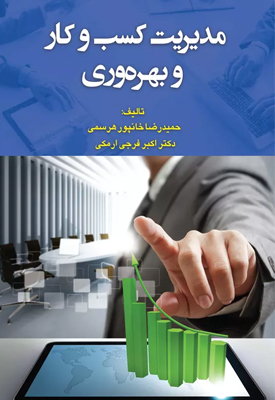 مدیریت کسب و کار
و بهره‌وری
تالیف:
حمیدرضا خانپور هرسمی
دکتر اکبر فرجی ارمکی